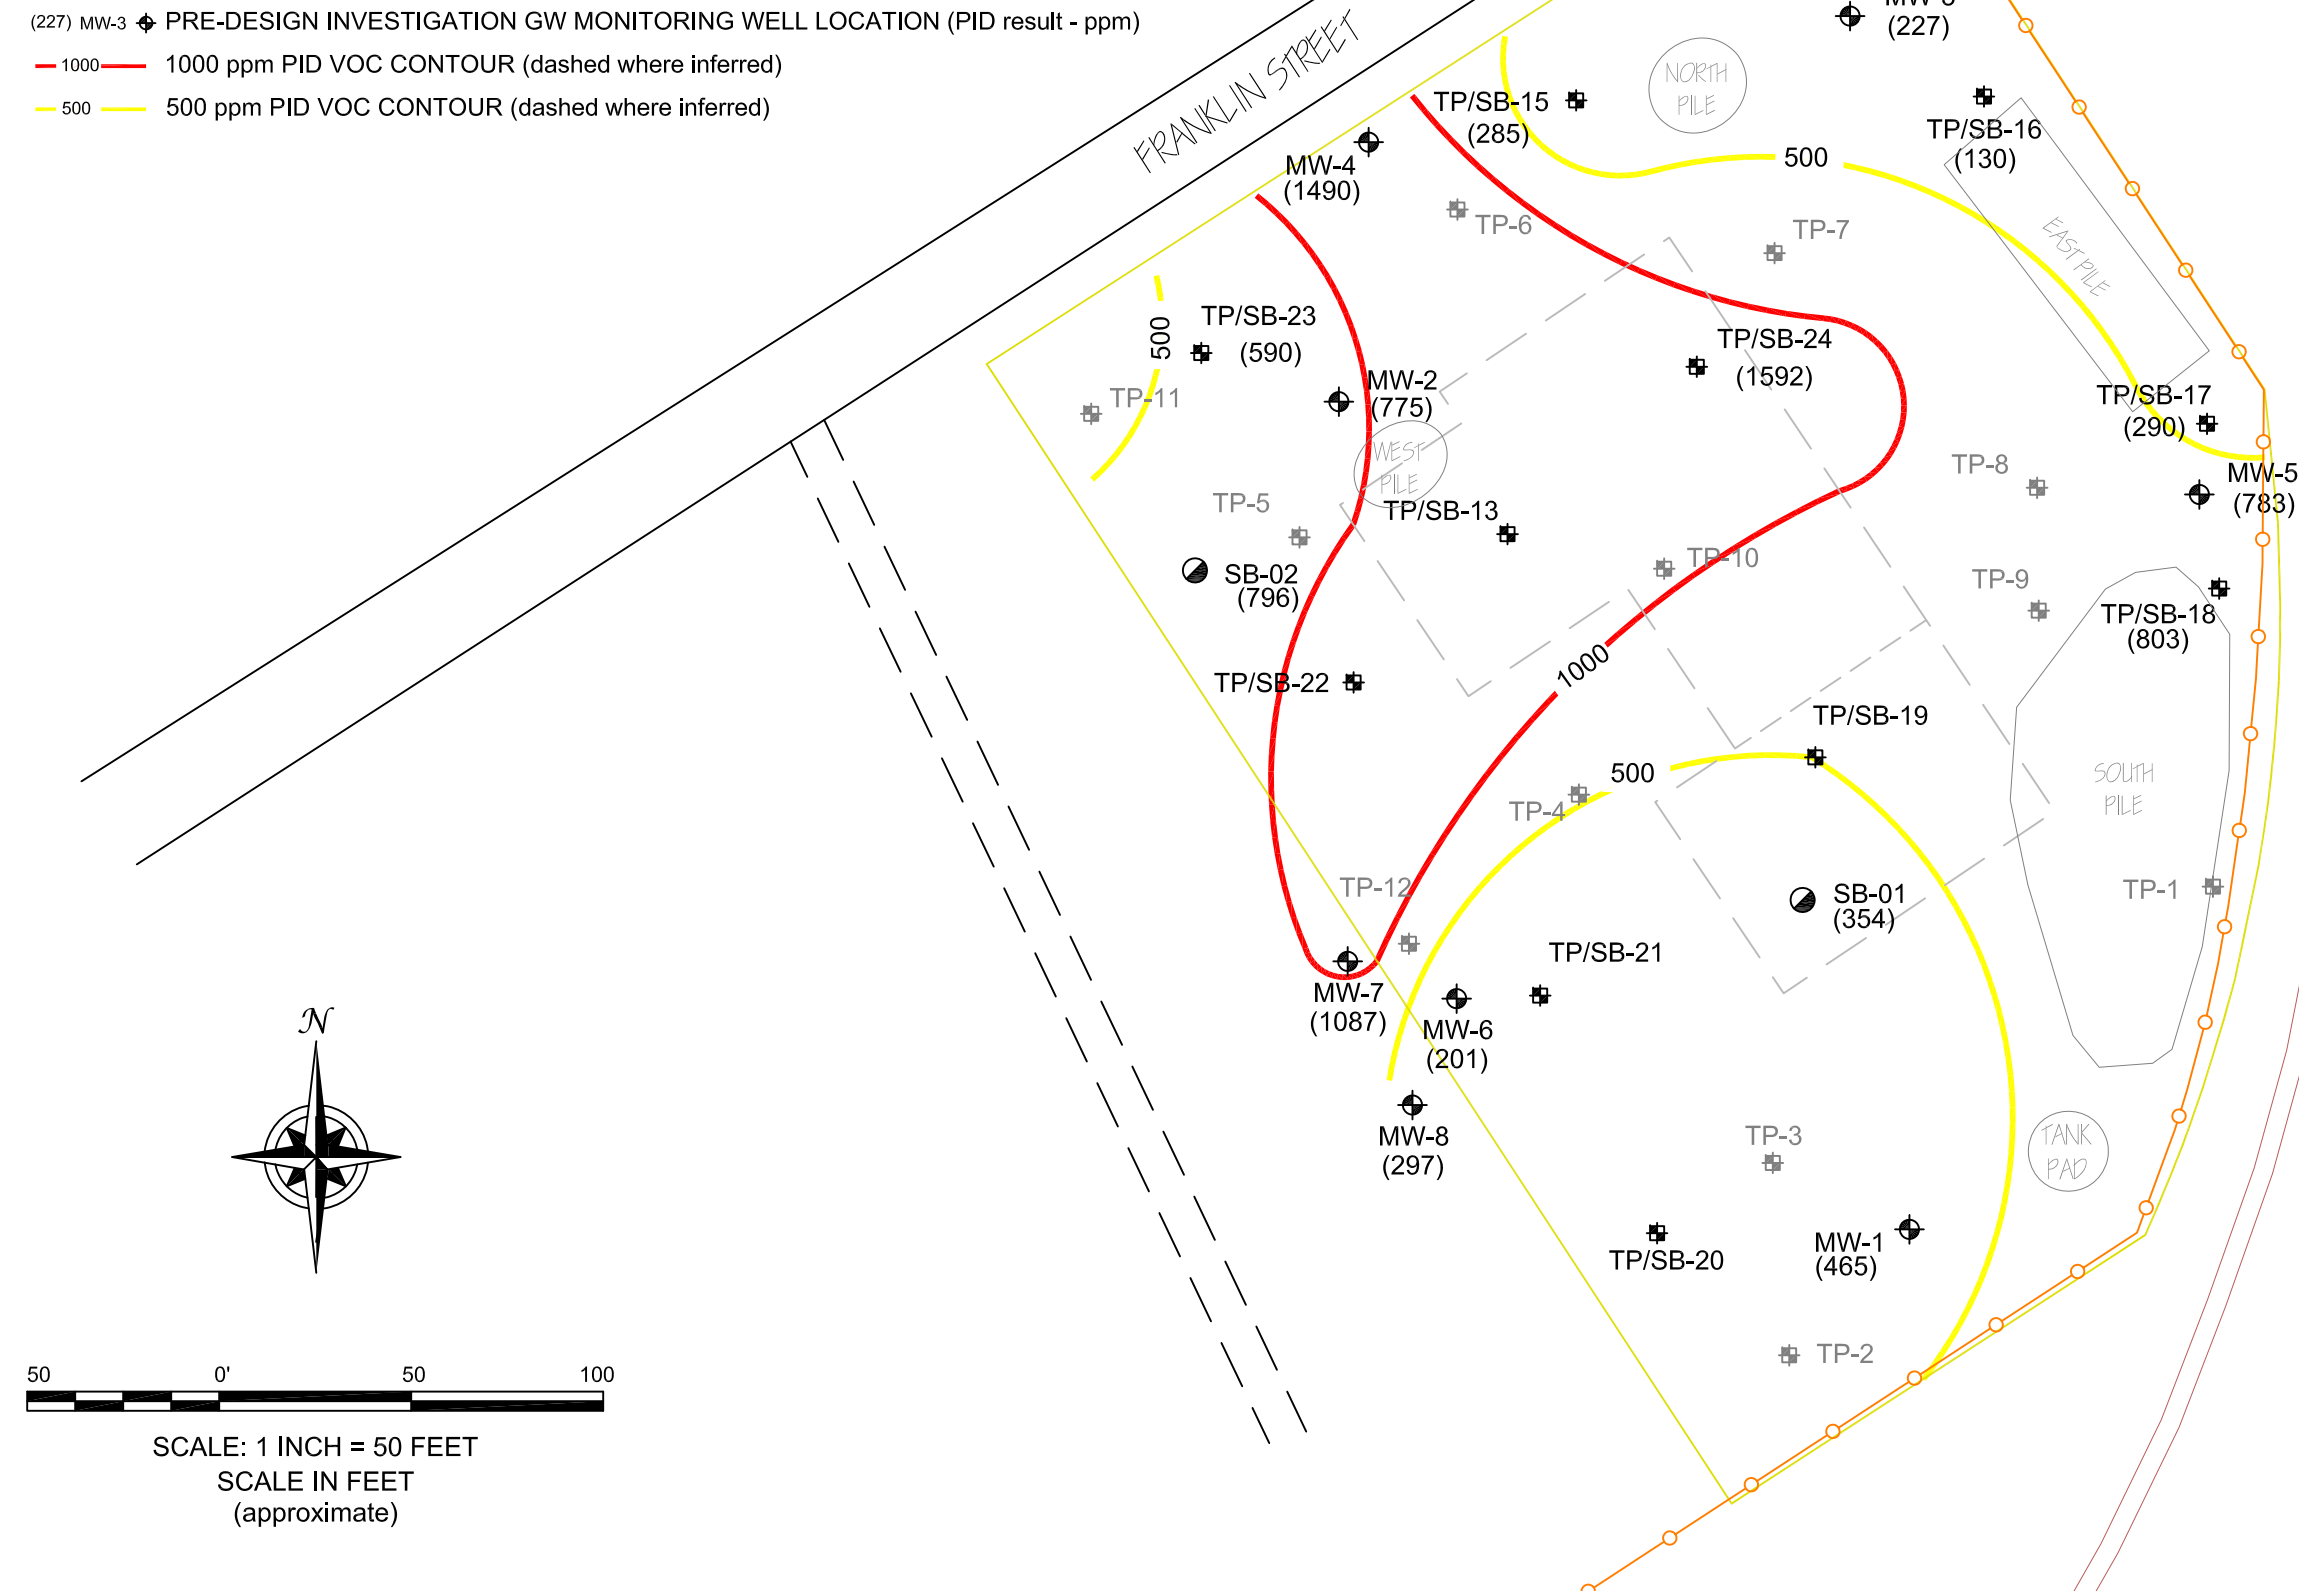 (227) MW-3 PRE-DESIGN INVESTIGATION GW MONITORING WELL LOCATION (PID result - ppm)
1000 1000 ppm PID VOC CONTOUR (dashed where inferred)
500 500 ppm PID VOC CONTOUR (dashed where inferred)
FRANKLIN STREET
(227)
NORTH
PILE
TP/SB-15
(285)
TP/SB-16
(130)
MW-4
(1490)
500
TP-6
TP-7
EAST PILE
500
TP/SB-23
(590)
TP/SB-24
(1592)
MW-2
(775)
TP-11
TP/SB-17
(290)
WEST
PILE
TP-8
MW-5
(783)
TP-5
TP/SB-13
TP-10
SB-02
(796)
TP-9
TP/SB-18
(803)
1000
TP/SB-22
TP/SB-19
500
SOUTH
PILE
TP-4
TP-12
SB-01
(354)
TP-1
TP/SB-21
MW-7
(1087)
MW-6
(201)
MW-8
(297)
TP-3
TANK
PAD
TP/SB-20
MW-1
(465)
TP-2
N
50 0' 50 100
SCALE: 1 INCH = 50 FEET
SCALE IN FEET
(approximate)